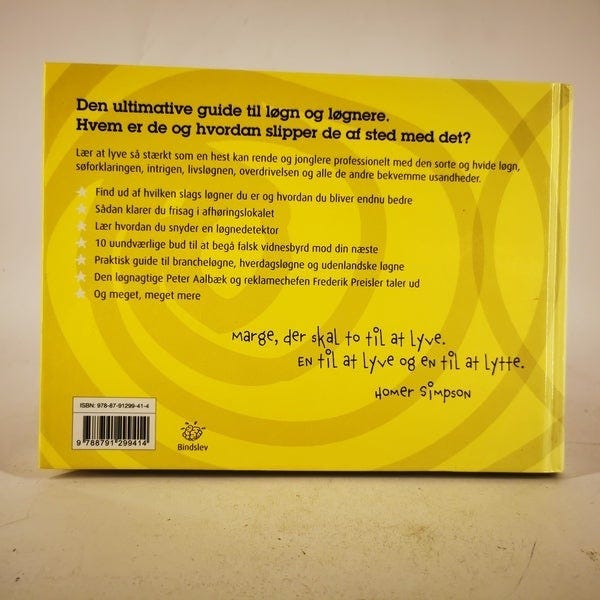 Den ultimative guide til løgn og løgnere.
Hvem er de og hvordan slipper de af sted med det?
Lær at lyve så stærkt som en hest kan rende og jonglere professionelt med den sorte og hvide løgn,
søforklaringen, intrigen, livsløgnen, overdrivelsen og alle de andre bekvemme usandheder.
Find ud af hvilken slags løgner du er og hvordan du bliver endnu bedre
Sådan klarer du frisag i afhøringslokalet
Lær hvordan du snyder en løgnedetektor
10 uundværlige bud til at begå falsk vidnesbyrd mod din næste
Praktisk guide til brancheløgne, hverdagsløgne og udenlandske løgne
Den løgnagtige Peter Aalbæk og reklamechefen Frederik Preisler taler ud
Og meget, meget mere
Marge, der skal to til at lyve.
En til at lyve og en til at lytte.
Homer Simpson
ISBN: 978-87-91299-41-4
9 788791 299414
Bindslev